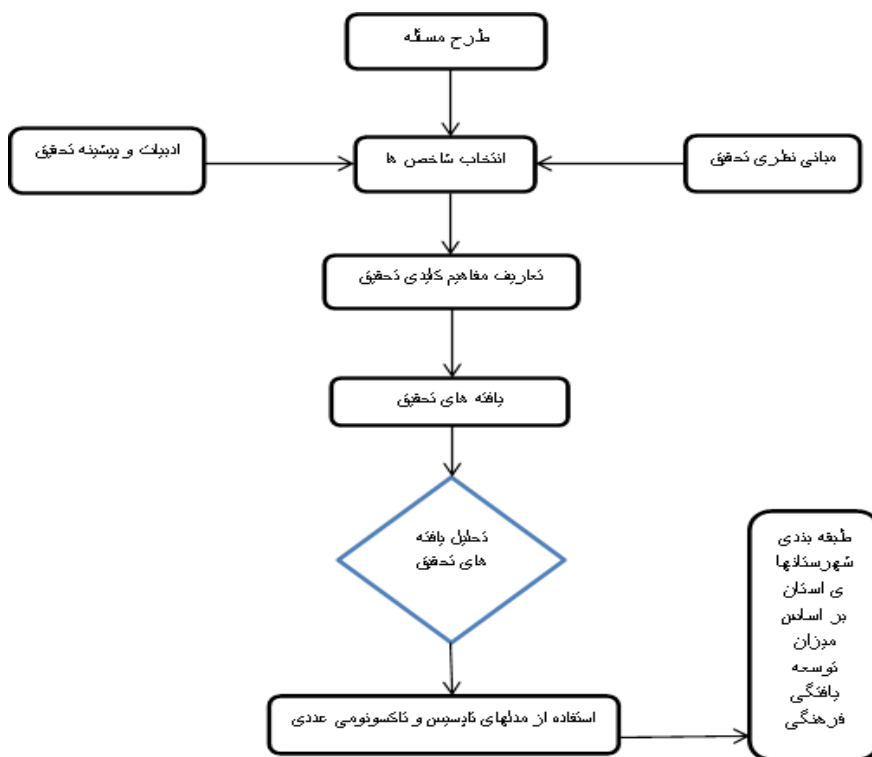 طرح مسئله
مبانی نظری تحقیق
انتخاب شاخص ها
ادبیات و پیشینه تحقیق
تعاریف مفاهیم کلیدی تحقیق
یافته های تحقیق
تحلیل یافته
های تحقیق
استفاده از مدلهای تاپسیس و تاکسونومی عددی
طبقه بندی
شهرستانها
ی استان
بر اساس
میزان
توسعه
یافتگی
فرهنگی